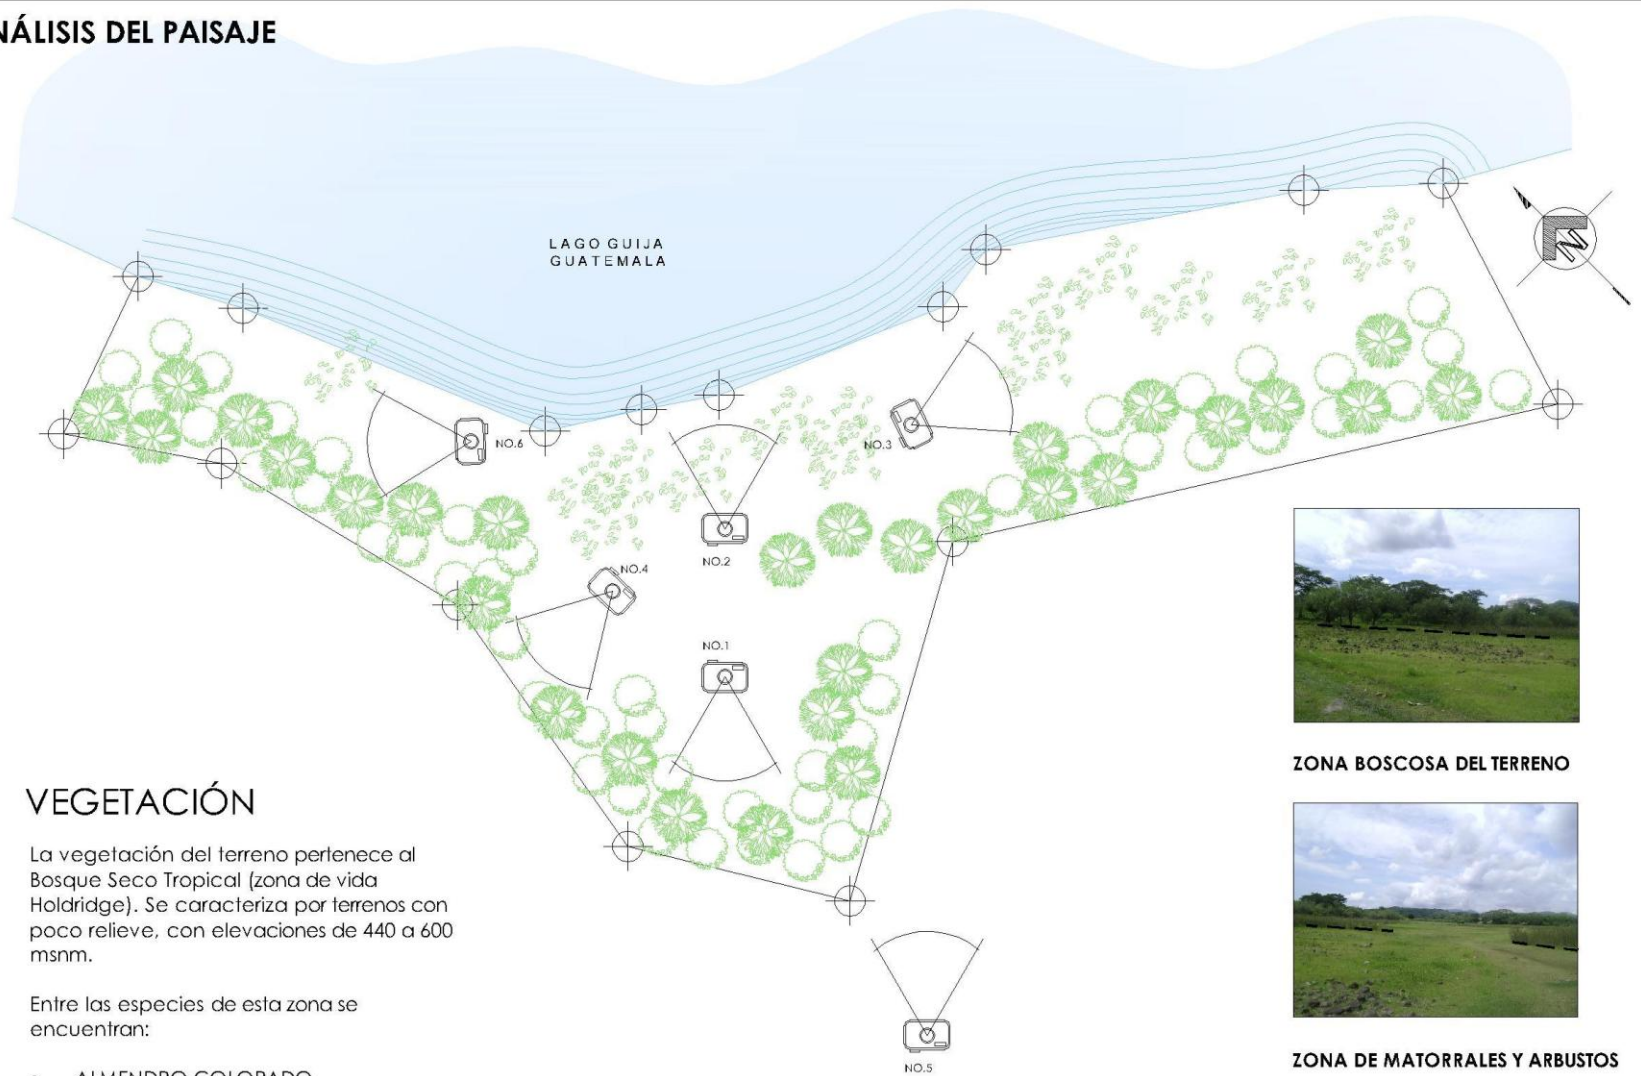 NÁLISIS DEL PAISAJE
LAGO GUIJA
GUATEMALA
N
NO.6
NO.3
NO.2
NO.4
NO.1
NO.5
VEGETACIÓN
La vegetación del terreno pertenece al
Bosque Seco Tropical (zona de vida
Holdridge). Se caracteriza por terrenos con
poco relieve, con elevaciones de 440 a 600
msnm.
Entre las especies de esta zona se
encuentran:
- ALMENDRO COLORADO
ZONA BOSCOSA DEL TERRENO
ZONA DE MATORRALES Y ARBUSTOS